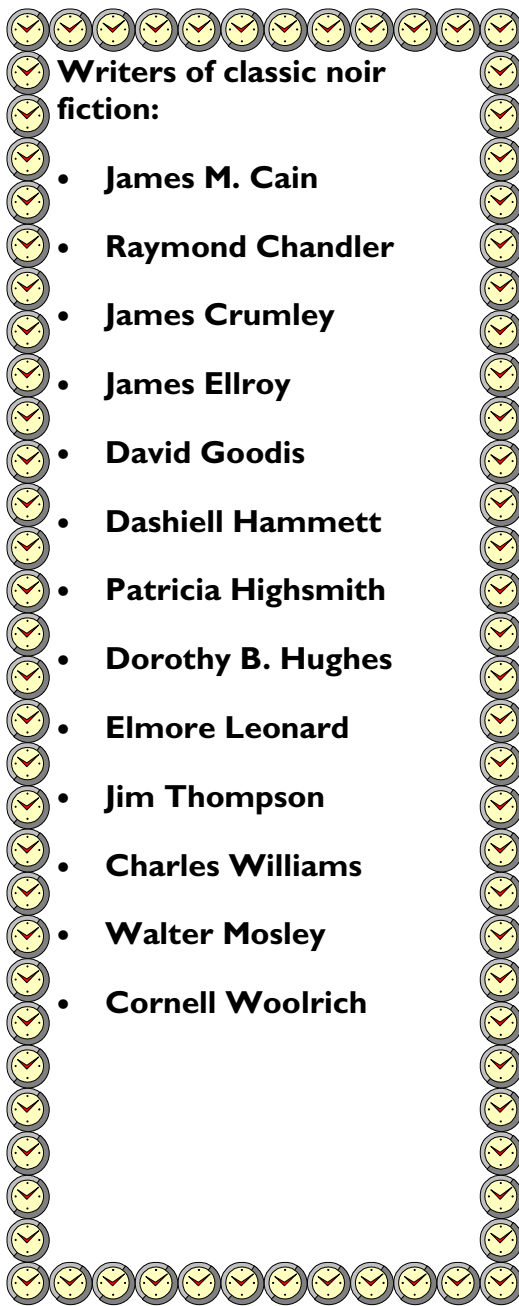 Writers of classic noir
fiction:
• James M. Cain
• Raymond Chandler
• James Crumley
• James Ellroy
• David Goodis
• Dashiell Hammett
• Patricia Highsmith
• Dorothy B. Hughes
• Elmore Leonard
• Jim Thompson
• Charles Williams
• Walter Mosley
• Cornell Woolrich